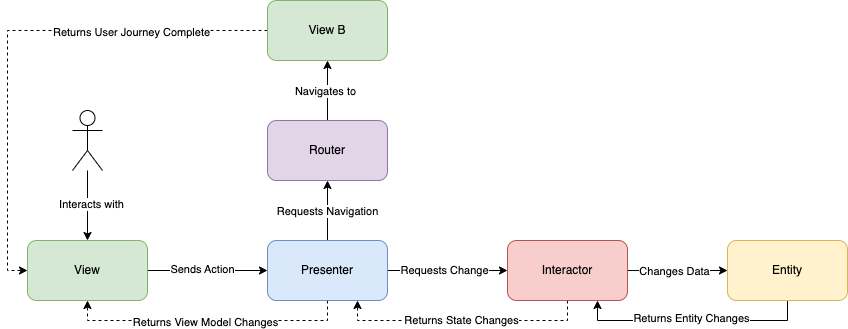 View B
Returns User Journey Complete
Navigates to
Router
Interacts with
Requests Navigation
View
Sends Action
Presenter
Requests Change
Interactor
Changes Data
Entity
Returns View Model Changes
Returns State Changes
Returns Entity Changes